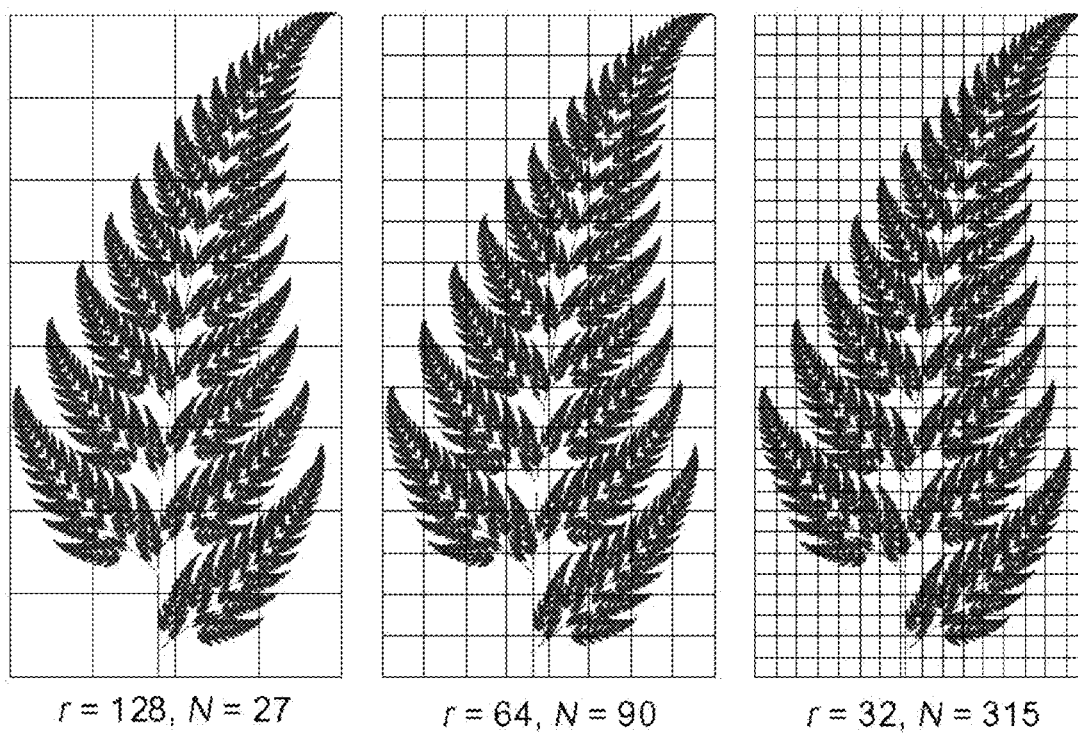 r = 128, N = 27
r = 64, N = 90
r = 32, N = 315